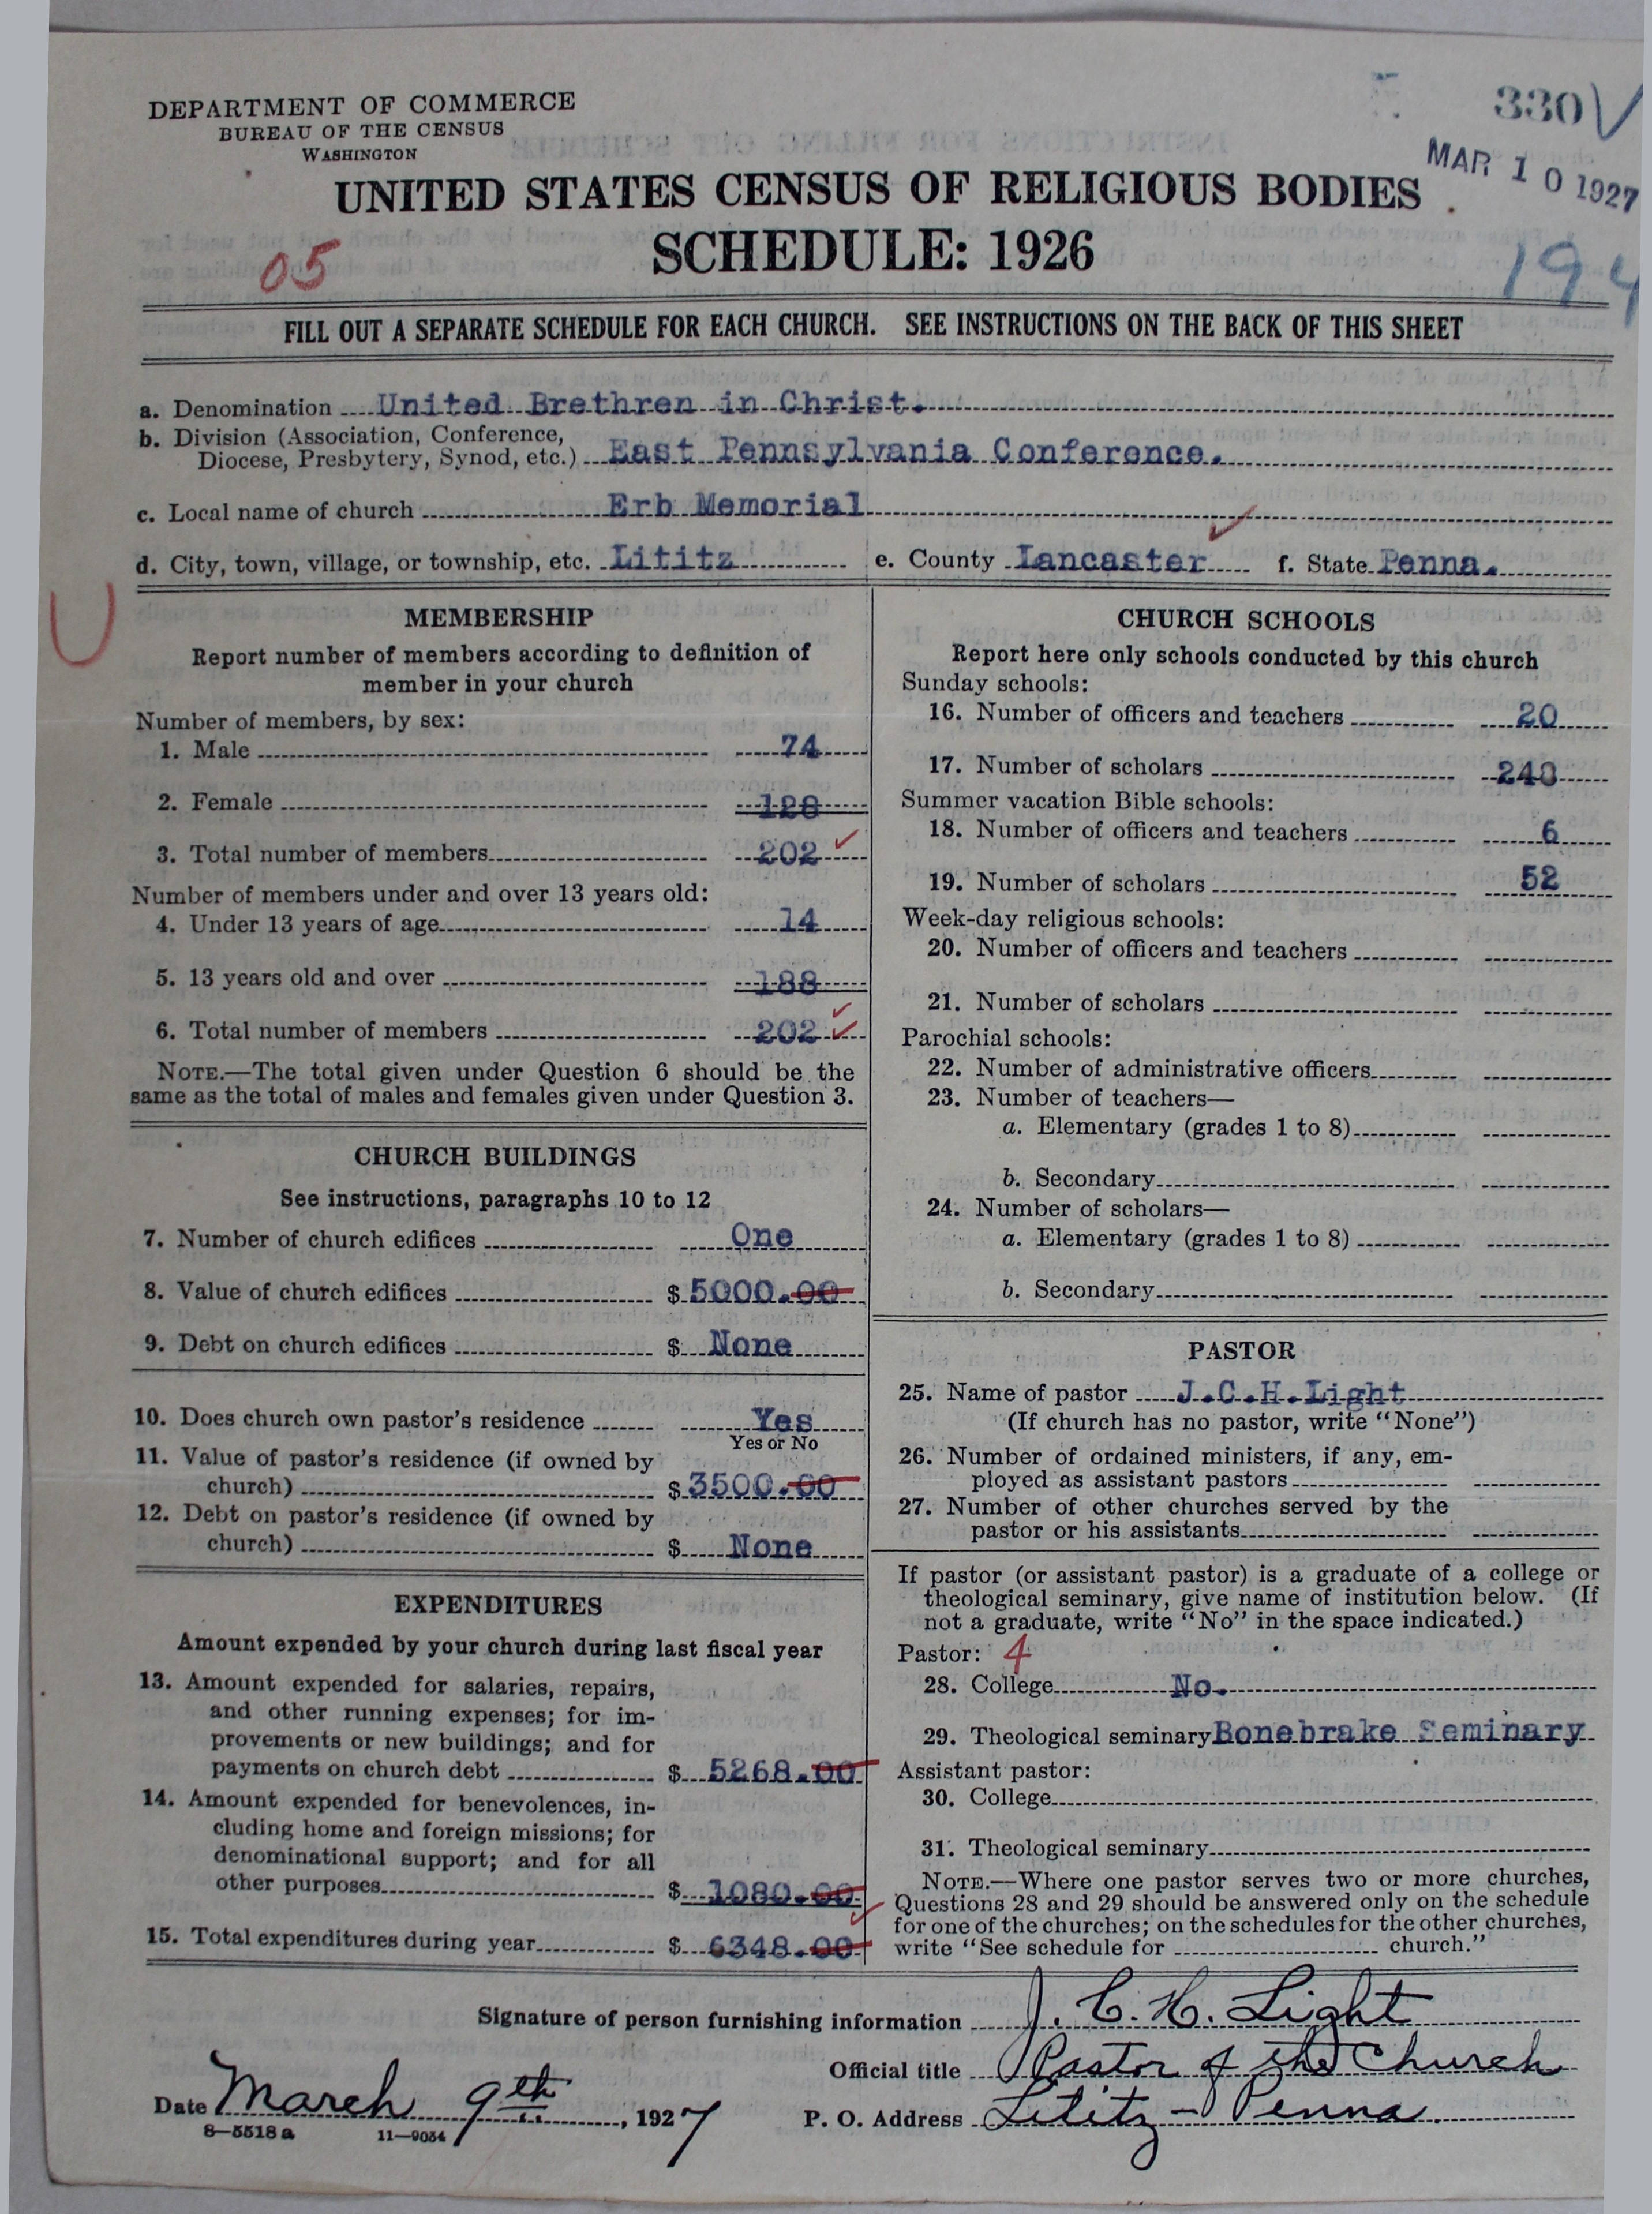 330
DEPARTMENT OF COMMERCE
BUREAU OF THE CENSUS
WASHINGTON
MAR 10 1927
UNITED STATES CENSUS OF RELIGIOUS BODIES
SCHEDULE: 1926
05
194
FILL OUT A SEPARATE SCHEDULE FOR EACH CHURCH. SEE INSTRUCTIONS ON THE BACK OF THIS SHEET
a. Denomination United Brethren in Christ.
b. Division (Association, Conference,
Diocese, Presbytery, Synod, etc.) East Pennsylvania Conference.
c. Local name of church Erb Memorial
d. City, town, village, or township, etc. Lititz e. County Lancaster f. State Penna.
U
MEMBERSHIP
Report number of members according to definition of
member in your church
Number of members, by sex:
1. Male 74
2. Female 128
3. Total number of members 202
Number of members under and over 13 years old:
4. Under 13 years of age 14
5. 13 years old and over 188
6. Total number of members 202
NOTE.—The total given under Question 6 should be the
same as the total of males and females given under Question 3.
CHURCH BUILDINGS
See instructions, paragraphs 10 to 12
7. Number of church edifices One
8. Value of church edifices $ 5000.00
9. Debt on church edifices $ None
10. Does church own pastor's residence Yes
Yes or No
11. Value of pastor's residence (if owned by
church) $ 3500.00
12. Debt on pastor's residence (if owned by
church) $ None
EXPENDITURES
Amount expended by your church during last fiscal year
13. Amount expended for salaries, repairs,
and other running expenses; for im-
provements or new buildings; and for
payments on church debt $ 5268.00
14. Amount expended for benevolences, in-
cluding home and foreign missions; for
denominational support; and for all
other purposes $ 1080.00
15. Total expenditures during year $ 6348.00
CHURCH SCHOOLS
Report here only schools conducted by this church
Sunday schools:
16. Number of officers and teachers 20
17. Number of scholars 240
Summer vacation Bible schools:
18. Number of officers and teachers 6
19. Number of scholars 52
Week-day religious schools:
20. Number of officers and teachers
21. Number of scholars
Parochial schools:
22. Number of administrative officers
23. Number of teachers—
a. Elementary (grades 1 to 8)
b. Secondary
24. Number of scholars—
a. Elementary (grades 1 to 8)
b. Secondary
PASTOR
25. Name of pastor J.C.H.Light
(If church has no pastor, write "None")
26. Number of ordained ministers, if any, em-
ployed as assistant pastors
27. Number of other churches served by the
pastor or his assistants
If pastor (or assistant pastor) is a graduate of a college or
theological seminary, give name of institution below. (If
not a graduate, write "No" in the space indicated.)
Pastor: 4
28. College No.
29. Theological seminary Bonebrake Seminary
Assistant pastor:
30. College
31. Theological seminary
NOTE.—Where one pastor serves two or more churches,
Questions 28 and 29 should be answered only on the schedule
for one of the churches; on the schedules for the other churches,
write "See schedule for church."
Signature of person furnishing information J. C. H. Light
Official title Pastor of the Church
Date March 9th, 1927 P. O. Address Lititz - Penna.
8—5518a 11—9054